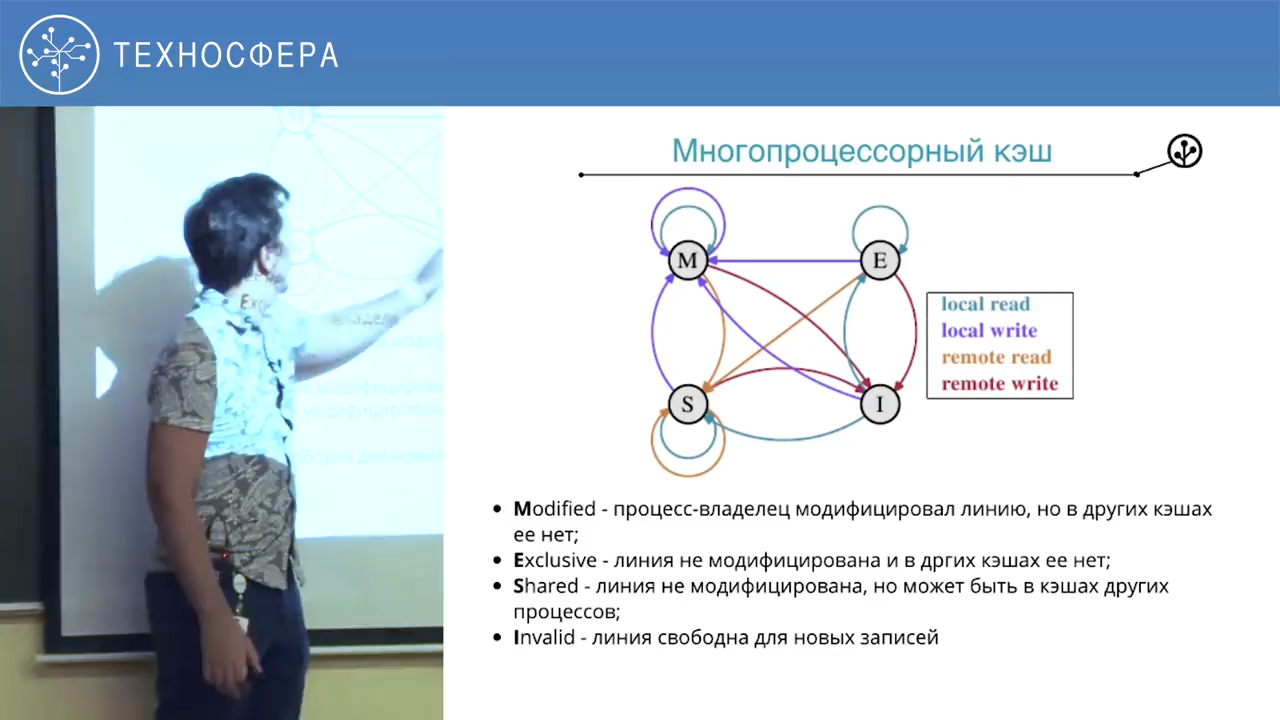 ТЕХНОСФЕРА
Многопроцессорный кэш
M
E
S
I
local read
local write
remote read
remote write
Modified - процесс-владелец модифицировал линию, но в других кэшах
ее нет;
Exclusive - линия не модифицирована и в дргих кэшах ее нет;
Shared - линия не модифицирована, но может быть в кэшах других
процессов;
Invalid - линия свободна для новых записей